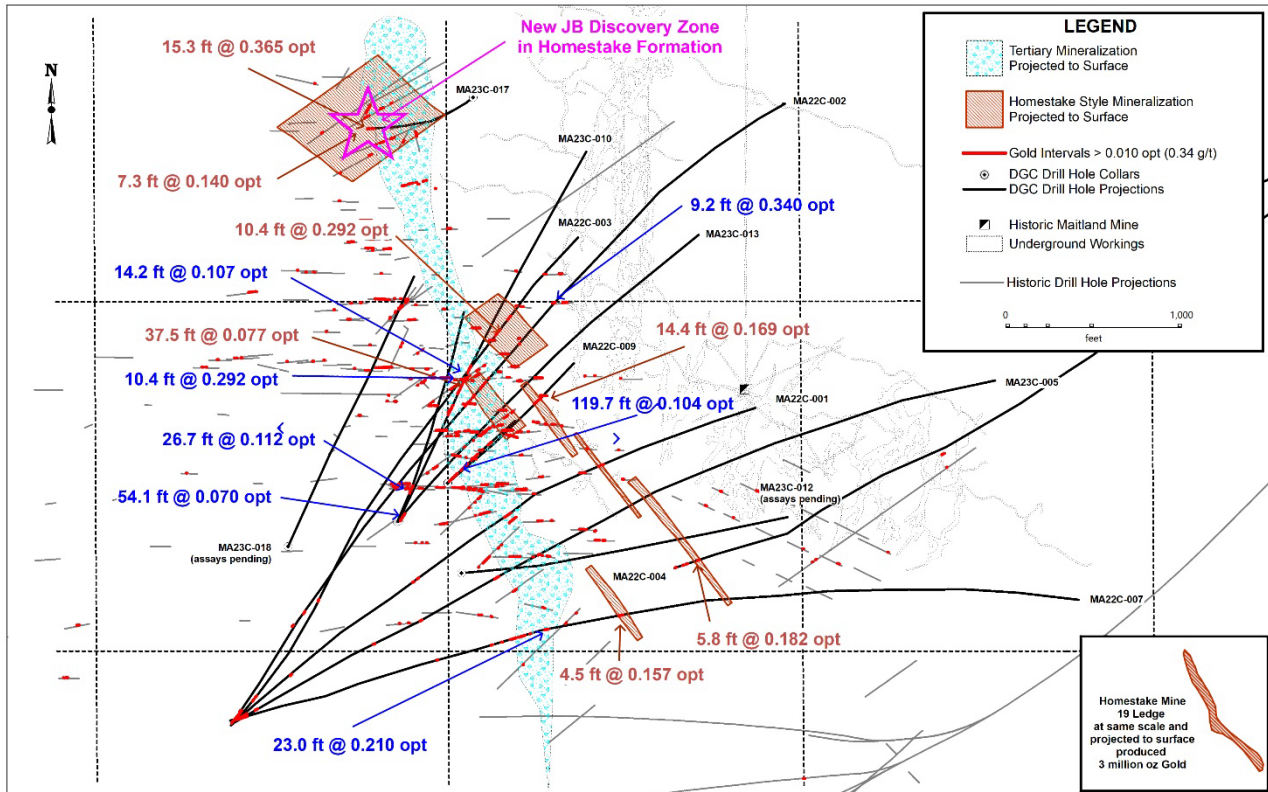 New JB Discovery Zone
in Homestake Formation
15.3 ft @ 0.365 opt
N
MA23C-017
MA22C-002
MA23C-010
7.3 ft @ 0.140 opt
9.2 ft @ 0.340 opt
10.4 ft @ 0.292 opt
MA22C-003
MA23C-013
14.2 ft @ 0.107 opt
37.5 ft @ 0.077 opt
14.4 ft @ 0.169 opt
MA22C-009
10.4 ft @ 0.292 opt
MA23C-005
119.7 ft @ 0.104 opt
MA22C-001
26.7 ft @ 0.112 opt
54.1 ft @ 0.070 opt
MA23C-012
(assays pending)
MA23C-018
(assays pending)
MA22C-004
MA22C-007
5.8 ft @ 0.182 opt
4.5 ft @ 0.157 opt
23.0 ft @ 0.210 opt
LEGEND
Tertiary Mineralization
Projected to Surface
Homestake Style Mineralization
Projected to Surface
Gold Intervals > 0.010 opt (0.34 g/t)
DGC Drill Hole Collars
DGC Drill Hole Projections
Historic Maitland Mine
Underground Workings
Historic Drill Hole Projections
0 1,000
feet
Homestake Mine
19 Ledge
at same scale and
projected to surface
produced
3 million oz Gold